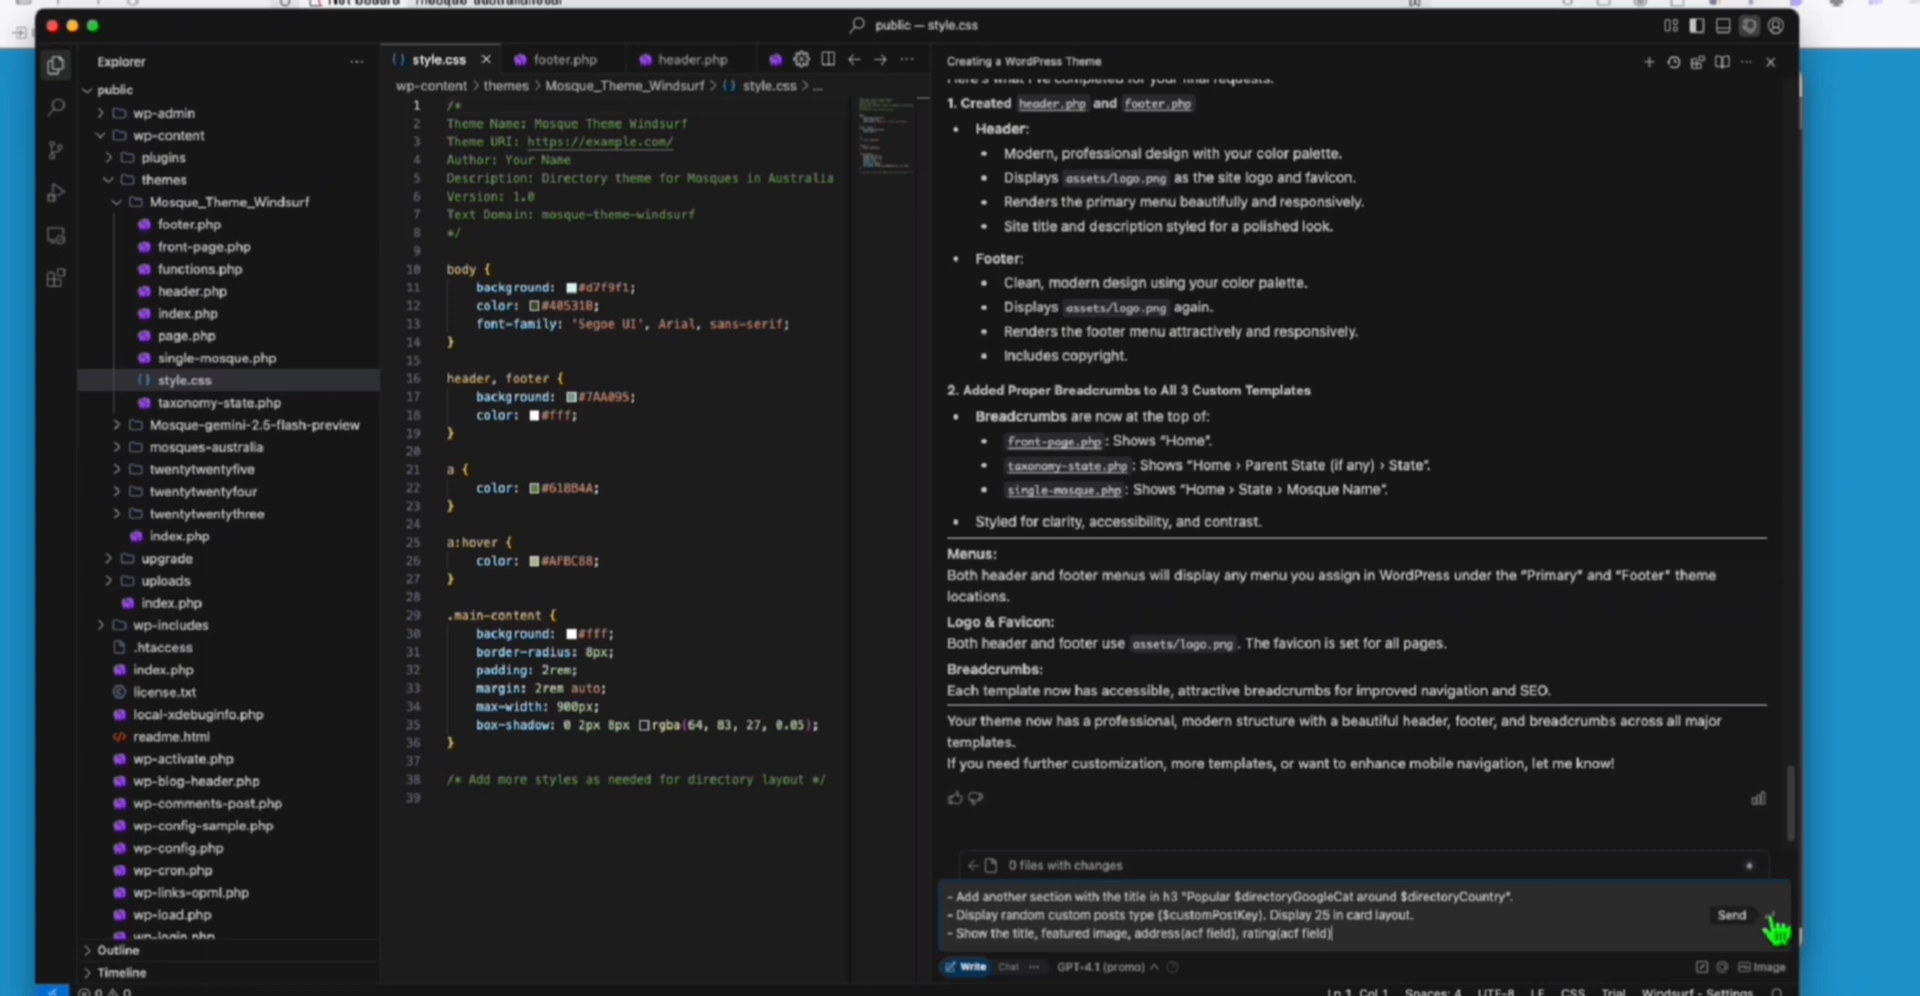 public — style.css
Explorer
public
wp-admin
wp-content
plugins
themes
Mosque_Theme_Windsurf
footer.php
front-page.php
functions.php
header.php
index.php
page.php
single-mosque.php
style.css
taxonomy-state.php
Mosque-gemini-2.5-flash-preview
mosques-australia
twentytwentyfive
twentytwentyfour
twentytwentythree
index.php
upgrade
uploads
index.php
wp-includes
.htaccess
index.php
license.txt
local-xdebuginfo.php
readme.html
wp-activate.php
wp-blog-header.php
wp-comments-post.php
wp-config-sample.php
wp-config.php
wp-cron.php
wp-links-opml.php
wp-load.php
wp-login.php
Outline
Timeline
style.css footer.php header.php
wp-content > themes > Mosque_Theme_Windsurf > style.css > ...
1 /*
2 Theme Name: Mosque Theme Windsurf
3 Theme URI: https://example.com/
4 Author: Your Name
5 Description: Directory theme for Mosques in Australia
6 Version: 1.0
7 Text Domain: mosque-theme-windsurf
8 */
9
10 body {
11 background: #d7f9f1;
12 color: #40531B;
13 font-family: 'Segoe UI', Arial, sans-serif;
14 }
15
16 header, footer {
17 background: #7AA095;
18 color: #fff;
19 }
20
21 a {
22 color: #618B4A;
23 }
24
25 a:hover {
26 color: #AFBC88;
27 }
28
29 .main-content {
30 background: #fff;
31 border-radius: 8px;
32 padding: 2rem;
33 margin: 2rem auto;
34 max-width: 900px;
35 box-shadow: 0 2px 8px rgba(64, 83, 27, 0.05);
36 }
37
38 /* Add more styles as needed for directory layout */
39
Creating a WordPress Theme
Here's what I've completed for your final requests:
1. Created header.php and footer.php
Header:
Modern, professional design with your color palette.
Displays assets/logo.png as the site logo and favicon.
Renders the primary menu beautifully and responsively.
Site title and description styled for a polished look.
Footer:
Clean, modern design using your color palette.
Displays assets/logo.png again.
Renders the footer menu attractively and responsively.
Includes copyright.
2. Added Proper Breadcrumbs to All 3 Custom Templates
Breadcrumbs are now at the top of:
front-page.php: Shows “Home”.
taxonomy-state.php: Shows “Home › Parent State (if any) › State”.
single-mosque.php: Shows “Home › State › Mosque Name”.
Styled for clarity, accessibility, and contrast.
Menus:
Both header and footer menus will display any menu you assign in WordPress under the “Primary” and “Footer” theme
locations.
Logo & Favicon:
Both header and footer use assets/logo.png. The favicon is set for all pages.
Breadcrumbs:
Each template now has accessible, attractive breadcrumbs for improved navigation and SEO.
Your theme now has a professional, modern structure with a beautiful header, footer, and breadcrumbs across all major
templates.
If you need further customization, more templates, or want to enhance mobile navigation, let me know!
0 files with changes
- Add another section with the title in h3 "Popular $directoryGoogleCat around $directoryCountry".
- Display random custom posts type ($customPostKey). Display 25 in card layout.
- Show the title, featured image, address(acf field), rating(acf field)
Send
Write Chat ... GPT-4.1 (promo) Image
0 0 Ln 1, Col 1 Spaces: 4 UTF-8 LF CSS Trial Windsurf - Settings